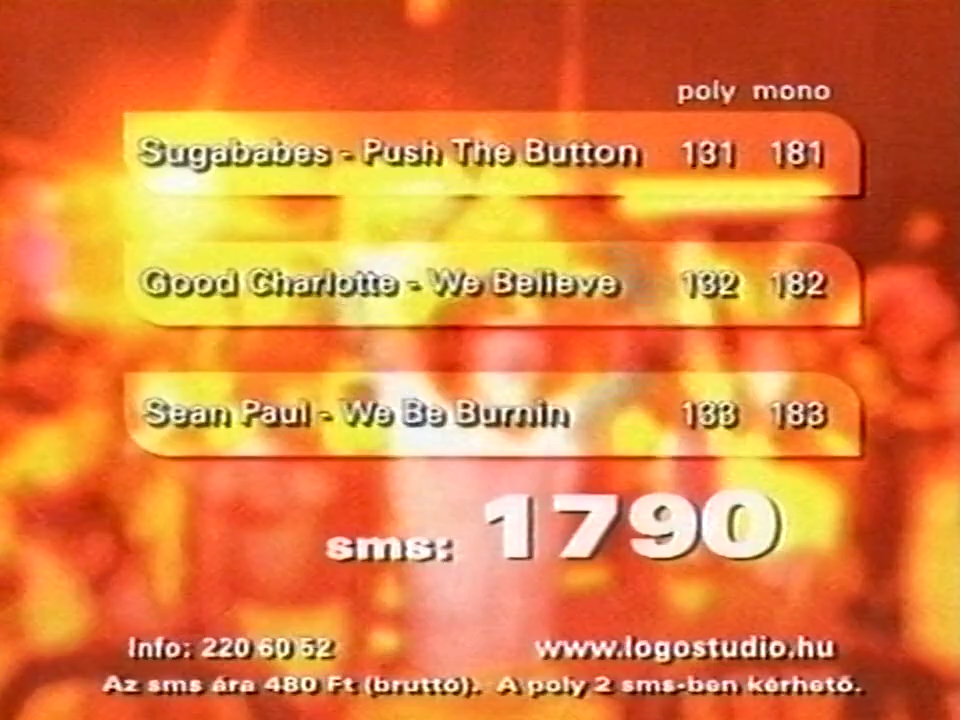 poly mono
Sugababes - Push The Button 131 181
Good Charlotte - We Believe 132 182
Sean Paul - We Be Burnin 133 183
sms: 1790
Info: 220 60 52 www.logostudio.hu
Az sms ára 480 Ft (bruttó). A poly 2 sms-ben kérhető.